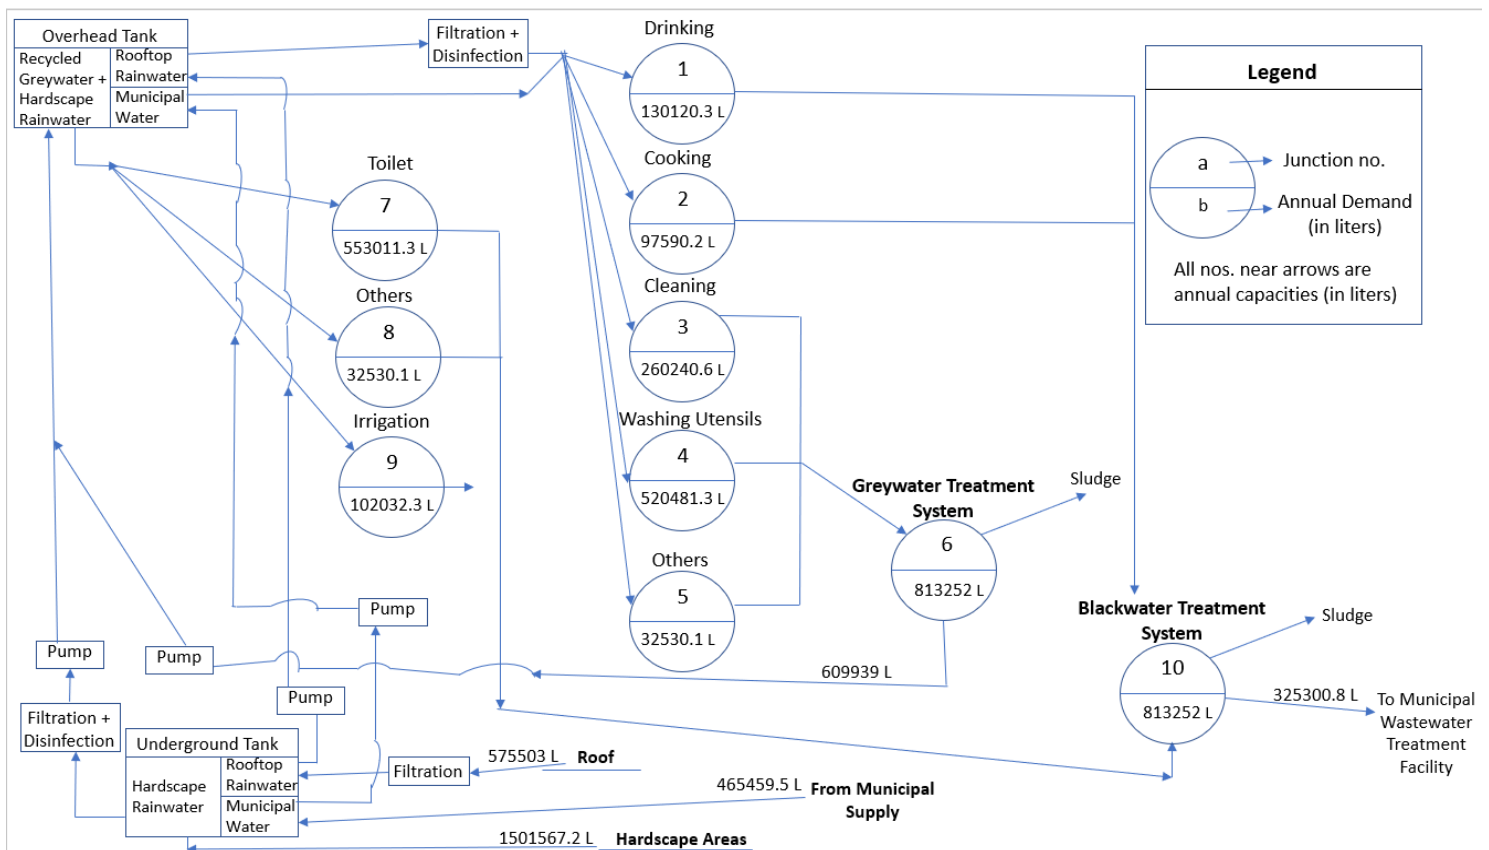 Overhead Tank
Recycled
Greywater +
Hardscape
Rainwater
Rooftop
Rainwater
Municipal
Water
Filtration +
Disinfection
Drinking
1
130120.3 L
Cooking
2
97590.2 L
Cleaning
3
260240.6 L
Washing Utensils
4
520481.3 L
Others
5
32530.1 L
Toilet
7
553011.3 L
Others
8
32530.1 L
Irrigation
9
102032.3 L
Legend
a
Junction no.
b
Annual Demand
(in liters)
All nos. near arrows are
annual capacities (in liters)
Greywater Treatment
System
6
813252 L
Sludge
Blackwater Treatment
System
10
813252 L
Sludge
325300.8 L
To Municipal
Wastewater
Treatment
Facility
609939 L
Pump
Pump
Pump
Pump
Filtration +
Disinfection
Underground Tank
Hardscape
Rainwater
Rooftop
Rainwater
Municipal
Water
Filtration
575503 L
Roof
465459.5 L
From Municipal
Supply
1501567.2 L
Hardscape Areas